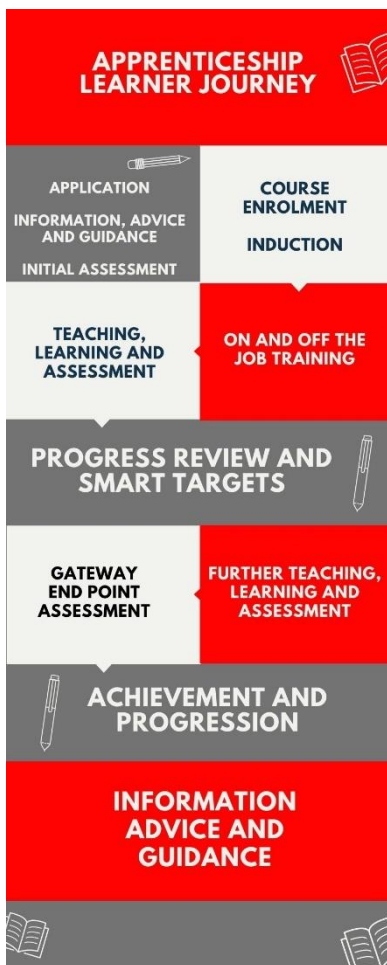 APPRENTICESHIP
LEARNER JOURNEY
APPLICATION
INFORMATION, ADVICE
AND GUIDANCE
INITIAL ASSESSMENT
COURSE
ENROLMENT
INDUCTION
TEACHING,
LEARNING AND
ASSESSMENT
ON AND OFF THE
JOB TRAINING
PROGRESS REVIEW AND
SMART TARGETS
GATEWAY
END POINT
ASSESSMENT
FURTHER TEACHING,
LEARNING AND
ASSESSMENT
ACHIEVEMENT AND
PROGRESSION
INFORMATION
ADVICE AND
GUIDANCE